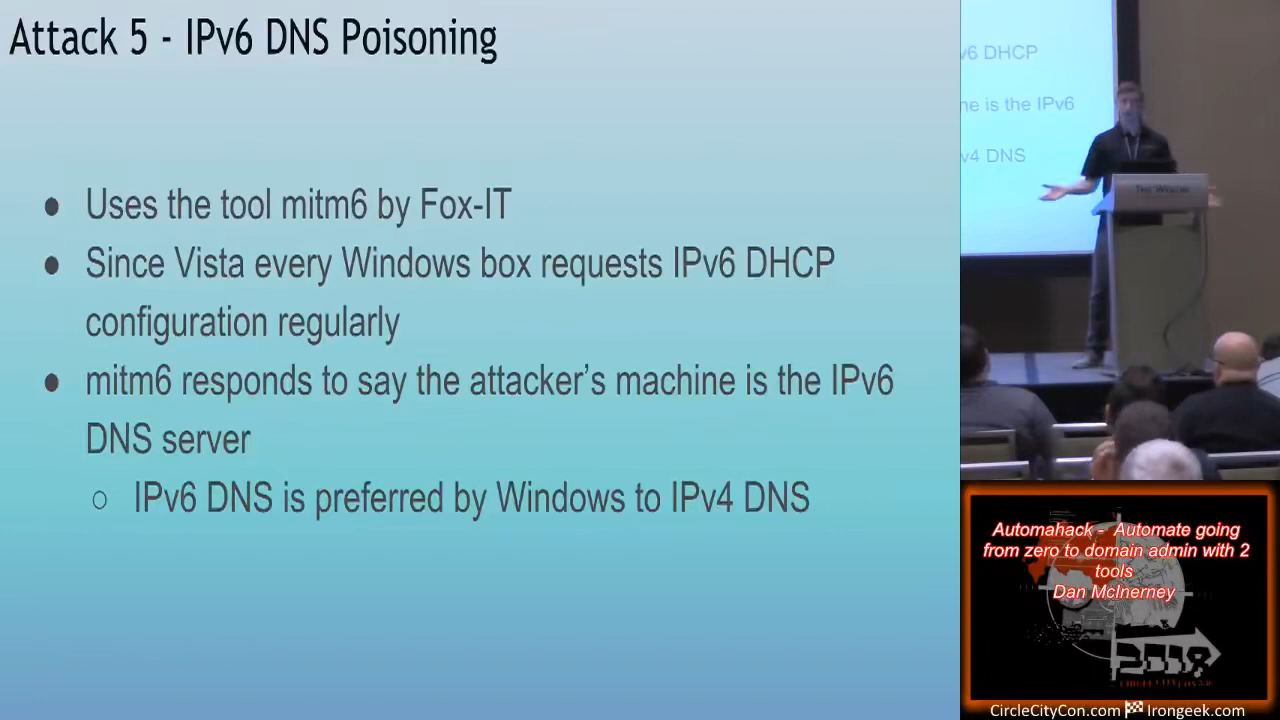 Attack 5 - IPv6 DNS Poisoning
● Uses the tool mitm6 by Fox-IT
● Since Vista every Windows box requests IPv6 DHCP
configuration regularly
● mitm6 responds to say the attacker's machine is the IPv6
DNS server
○ IPv6 DNS is preferred by Windows to IPv4 DNS
v6 DHCP
ne is the IPv6
v4 DNS
Automahack - Automate going
from zero to domain admin with 2
tools
Dan McInerney
2018
CircleCityCon.com Irongeek.com